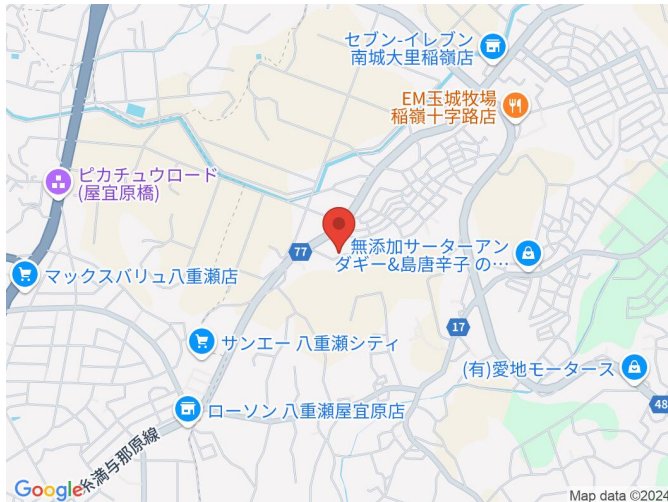 セブン-イレブン
南城大里稲嶺店
EM玉城牧場
稲嶺十字路店
ピカチュウロード
(屋宜原橋)
77
無添加サーターアン
ダギー&島唐辛子 の…
マックスバリュ八重瀬店
17
サンエー 八重瀬シティ
(有)愛地モータース
48
ローソン 八重瀬屋宜原店
糸満与那原線
Google
Map data ©2024